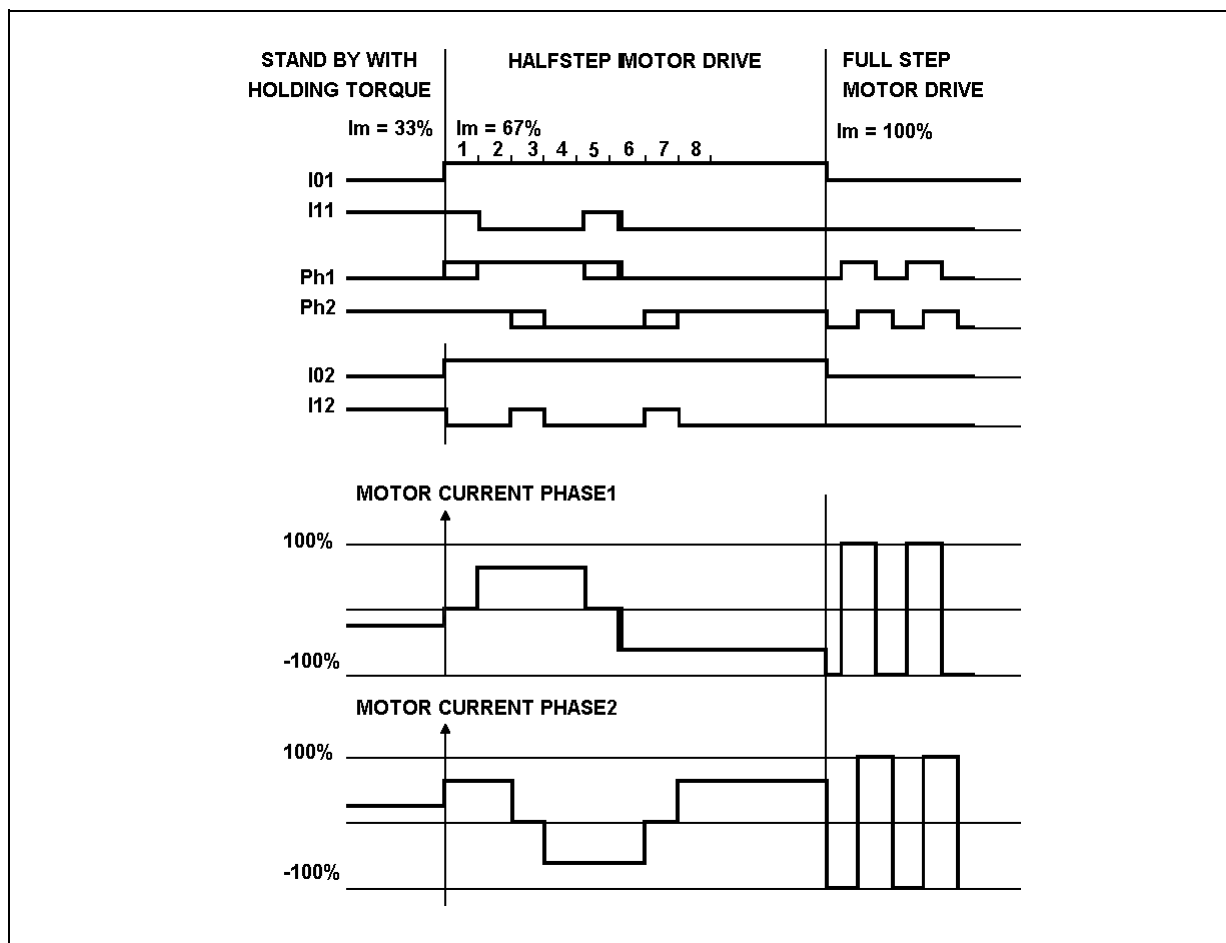 STAND BY WITH
HOLDING TORQUE
HALFSTEP MOTOR DRIVE
FULL STEP
MOTOR DRIVE
Im = 33%
Im = 67%
Im = 100%
1 2 3 4 5 6 7 8
I01
I11
Ph1
Ph2
I02
I12
MOTOR CURRENT PHASE1
100%
-100%
MOTOR CURRENT PHASE2
100%
-100%